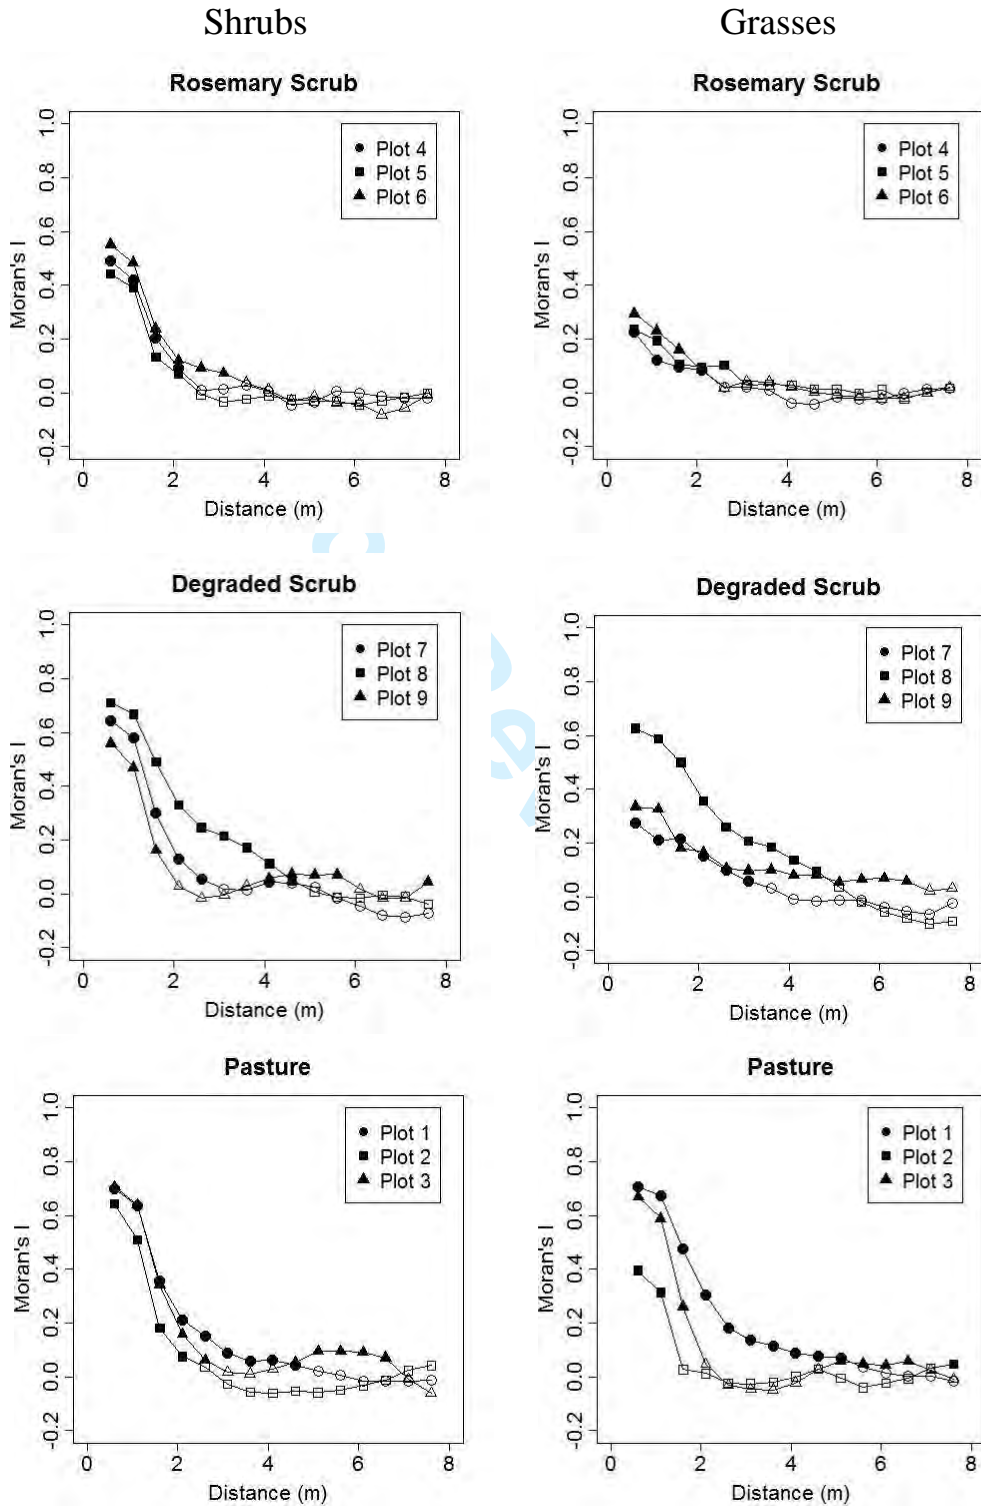 Shrubs
Grasses
Rosemary Scrub
Moran's I
1.0
0.8
0.6
0.4
0.2
0.0
-0.2
Plot 4
Plot 5
Plot 6
0 2 4 6 8
Distance (m)
Rosemary Scrub
Moran's I
1.0
0.8
0.6
0.4
0.2
0.0
-0.2
Plot 4
Plot 5
Plot 6
0 2 4 6 8
Distance (m)
Degraded Scrub
Moran's I
1.0
0.8
0.6
0.4
0.2
0.0
-0.2
Plot 7
Plot 8
Plot 9
0 2 4 6 8
Distance (m)
Degraded Scrub
Moran's I
1.0
0.8
0.6
0.4
0.2
0.0
-0.2
Plot 7
Plot 8
Plot 9
0 2 4 6 8
Distance (m)
Pasture
Moran's I
1.0
0.8
0.6
0.4
0.2
0.0
-0.2
Plot 1
Plot 2
Plot 3
0 2 4 6 8
Distance (m)
Pasture
Moran's I
1.0
0.8
0.6
0.4
0.2
0.0
-0.2
Plot 1
Plot 2
Plot 3
0 2 4 6 8
Distance (m)